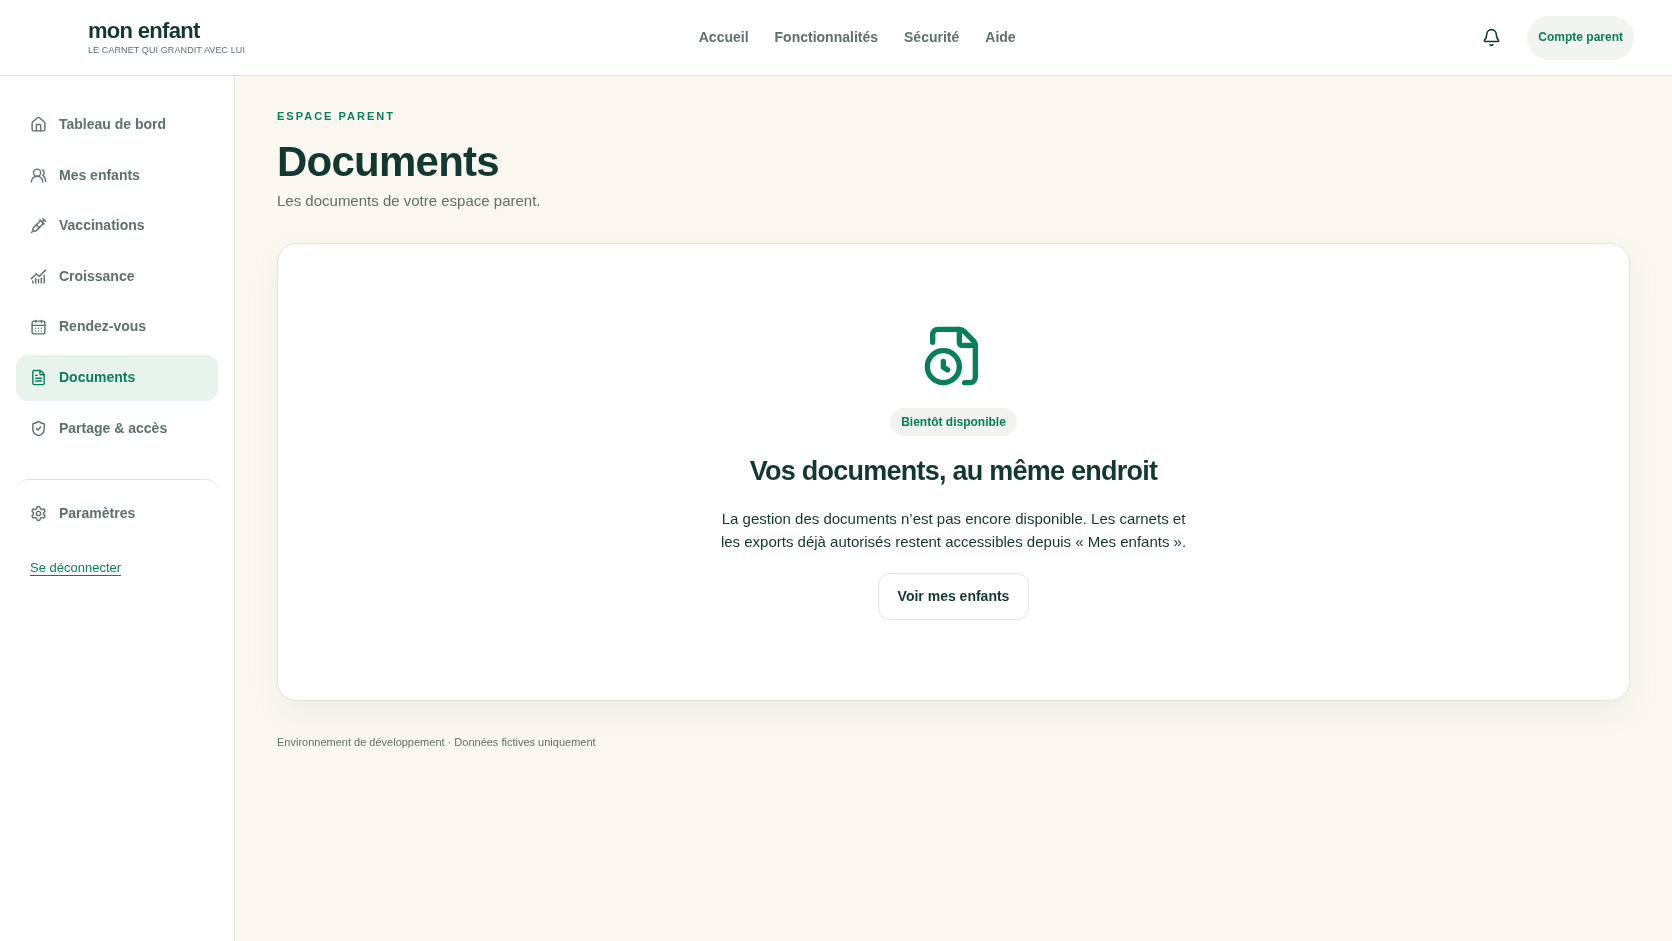 mon enfant
LE CARNET QUI GRANDIT AVEC LUI
Accueil
Fonctionnalités
Sécurité
Aide
Compte parent
Tableau de bord
Mes enfants
Vaccinations
Croissance
Rendez-vous
Documents
Partage & accès
Paramètres
Se déconnecter
ESPACE PARENT
Documents
Les documents de votre espace parent.
Bientôt disponible
Vos documents, au même endroit
La gestion des documents n’est pas encore disponible. Les carnets et
les exports déjà autorisés restent accessibles depuis « Mes enfants ».
Voir mes enfants
Environnement de développement · Données fictives uniquement